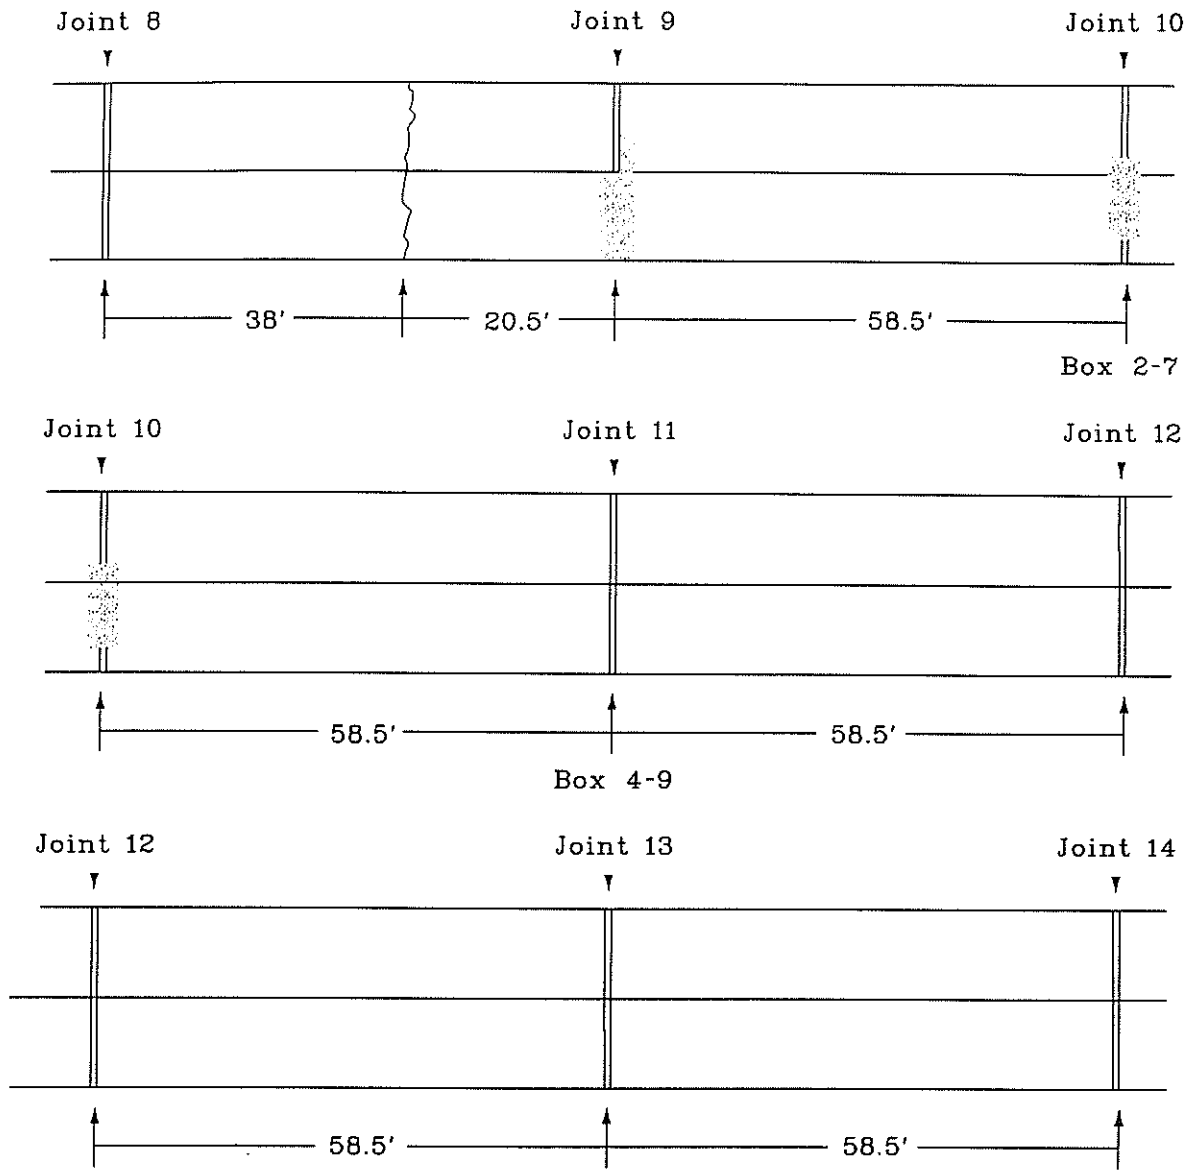 Joint 8 Joint 9 Joint 10
38' 20.5' 58.5'
Box 2-7
Joint 10 Joint 11 Joint 12
58.5' 58.5'
Box 4-9
Joint 12 Joint 13 Joint 14
58.5' 58.5'